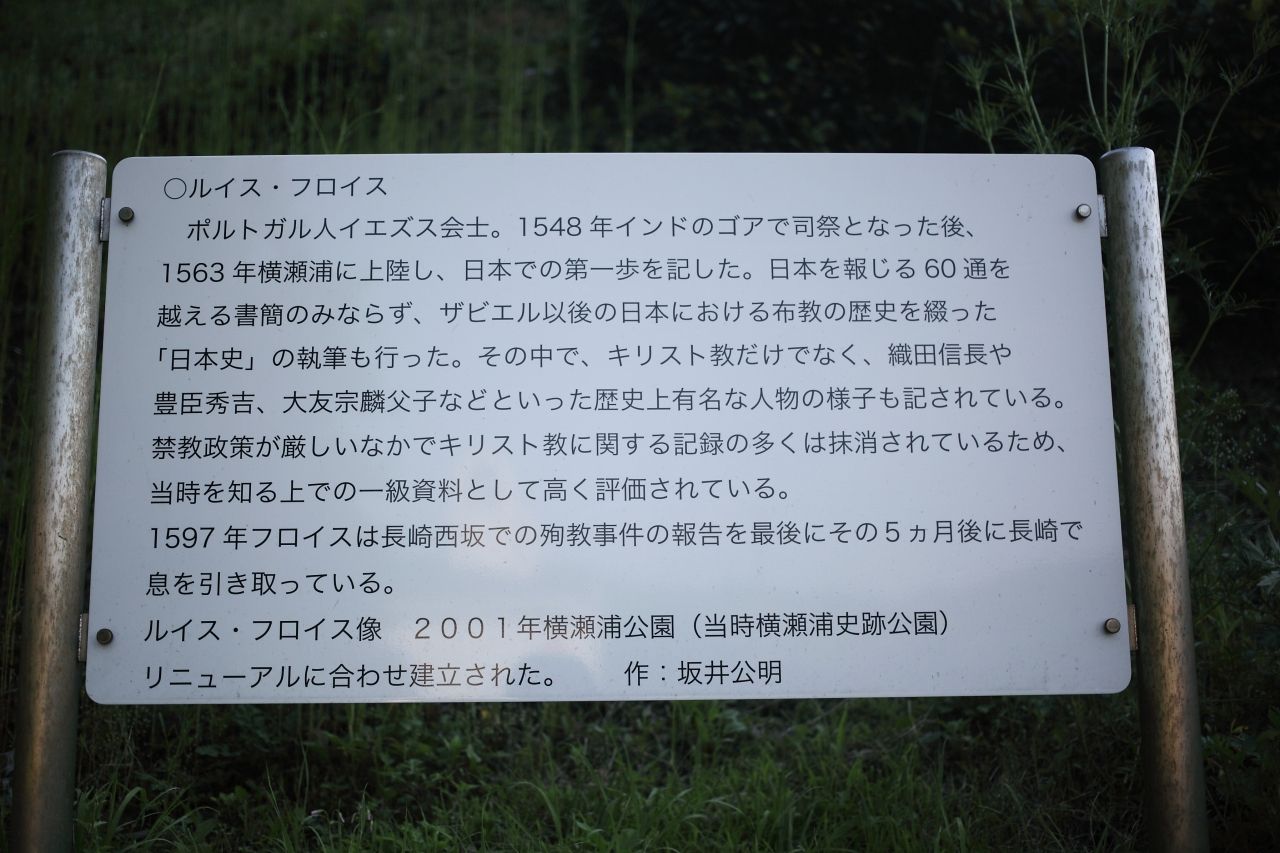 ○ルイス・フロイス
ポルトガル人イエズス会士。1548年インドのゴアで司祭となった後、
1563年横瀬浦に上陸し、日本での第一歩を記した。日本を報じる60通を
越える書簡のみならず、ザビエル以後の日本における布教の歴史を綴った
「日本史」の執筆も行った。その中で、キリスト教だけでなく、織田信長や
豊臣秀吉、大友宗麟父子などといった歴史上有名な人物の様子も記されている。
禁教政策が厳しいなかでキリスト教に関する記録の多くは抹消されているため、
当時を知る上での一級資料として高く評価されている。
1597年フロイスは長崎西坂での殉教事件の報告を最後にその5ヵ月後に長崎で
息を引き取っている。
ルイス・フロイス像　２００１年横瀬浦公園（当時横瀬浦史跡公園）
リニューアルに合わせ建立された。　　作：坂井公明